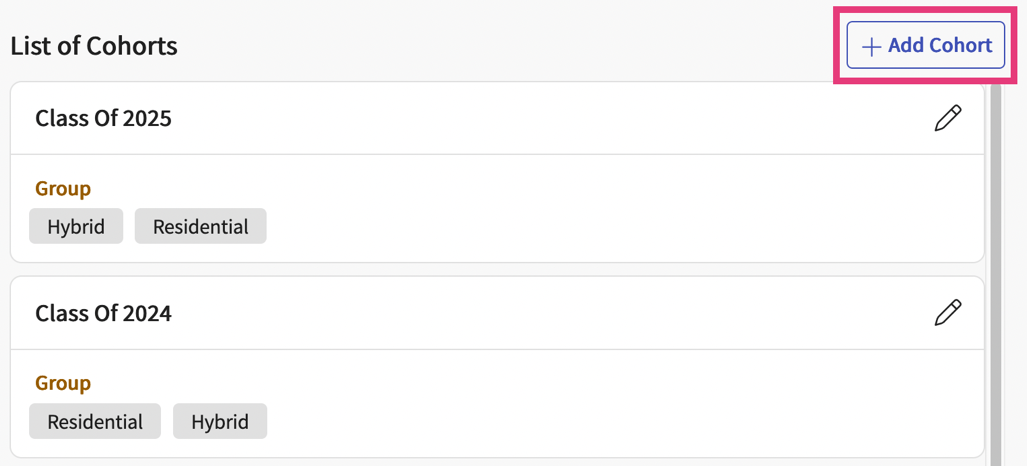 List of Cohorts
+ Add Cohort
Class Of 2025
Group
Hybrid Residential
Class Of 2024
Group
Residential Hybrid